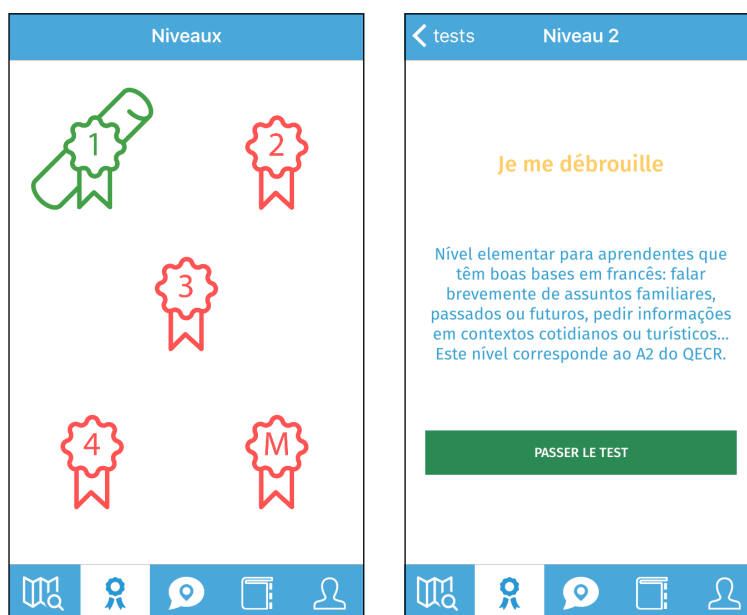 Niveaux
1
2
3
4
M
tests
Niveau 2
Je me débrouille
Nível elementar para aprendentes que
têm boas bases em francês: falar
brevemente de assuntos familiares,
passados ou futuros, pedir informações
em contextos cotidianos ou turísticos...
Este nível corresponde ao A2 do QECR.
PASSER LE TEST